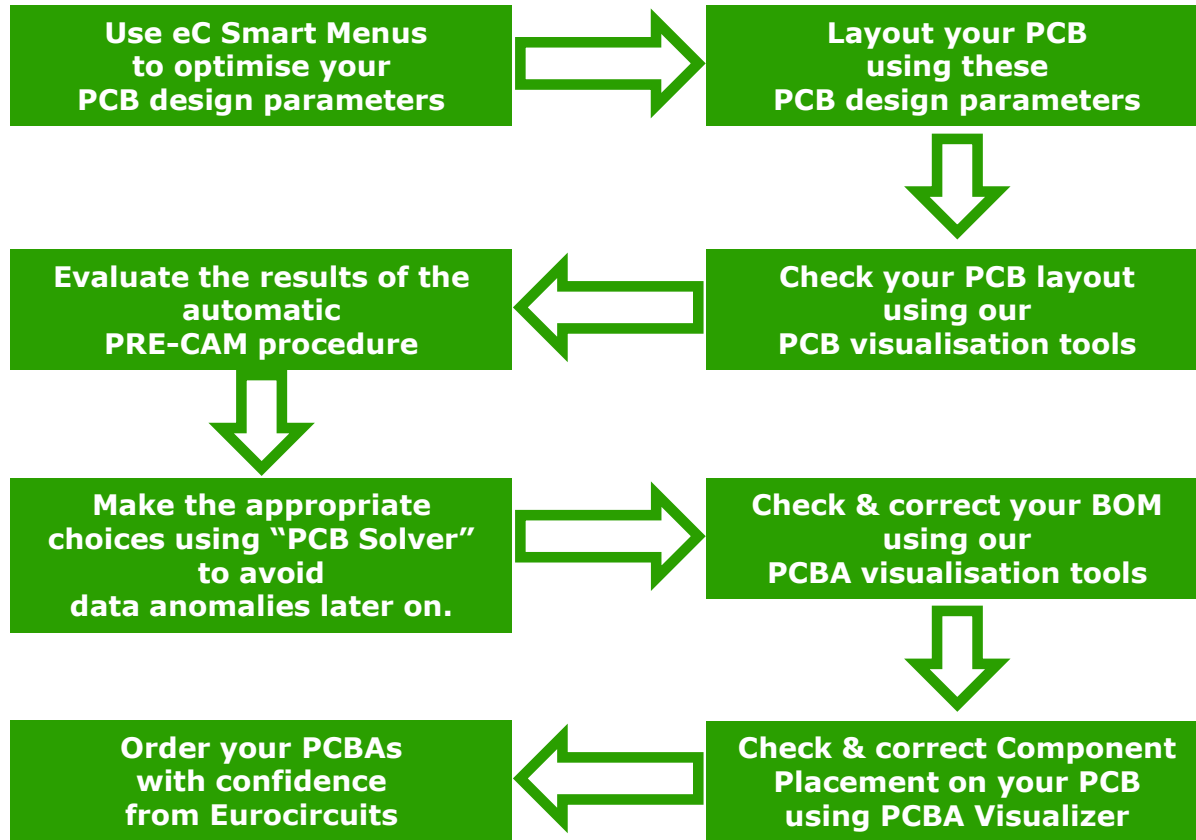 Use eC Smart Menus
to optimise your
PCB design parameters
Layout your PCB
using these
PCB design parameters
Check your PCB layout
using our
PCB visualisation tools
Evaluate the results of the
automatic
PRE-CAM procedure
Make the appropriate
choices using “PCB Solver”
to avoid
data anomalies later on.
Check & correct your BOM
using our
PCBA visualisation tools
Check & correct Component
Placement on your PCB
using PCBA Visualizer
Order your PCBAs
with confidence
from Eurocircuits